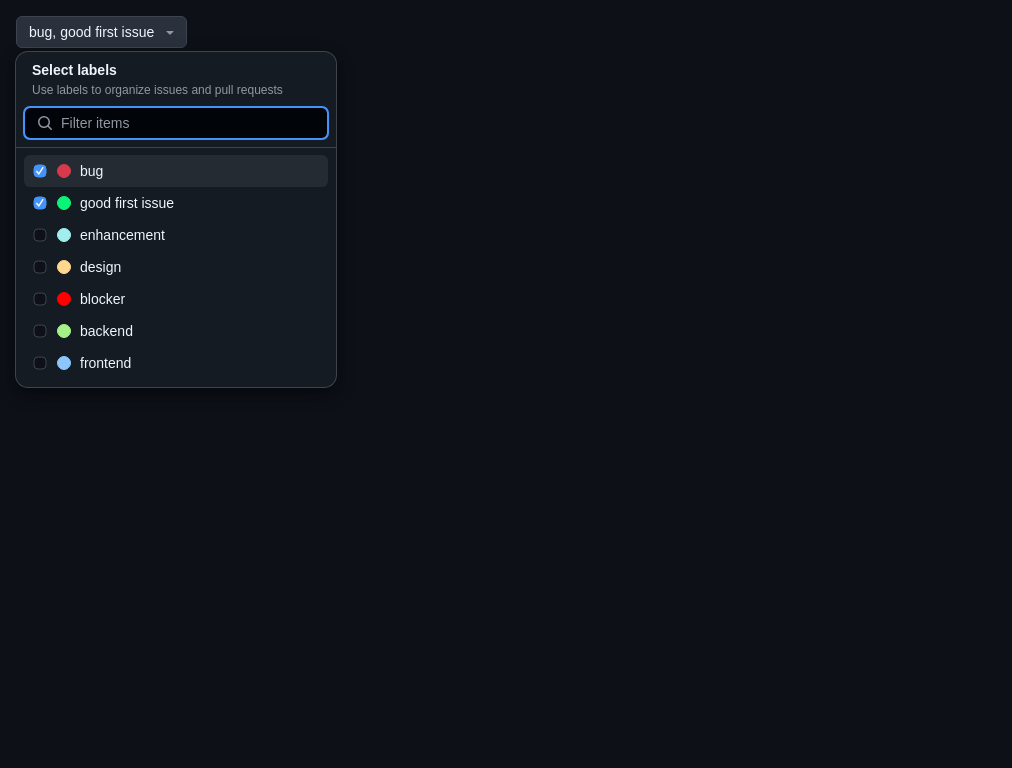 bug, good first issue
Select labels
Use labels to organize issues and pull requests
Filter items
bug
good first issue
enhancement
design
blocker
backend
frontend